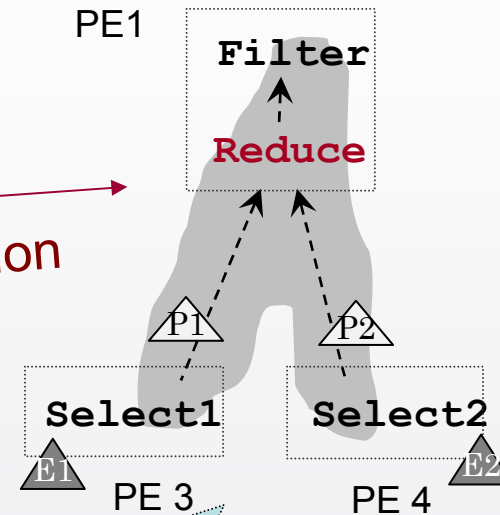 PE1
Filter
Reduce
on
P1
P2
Select1
Select2
E1
E2
PE 3
PE 4